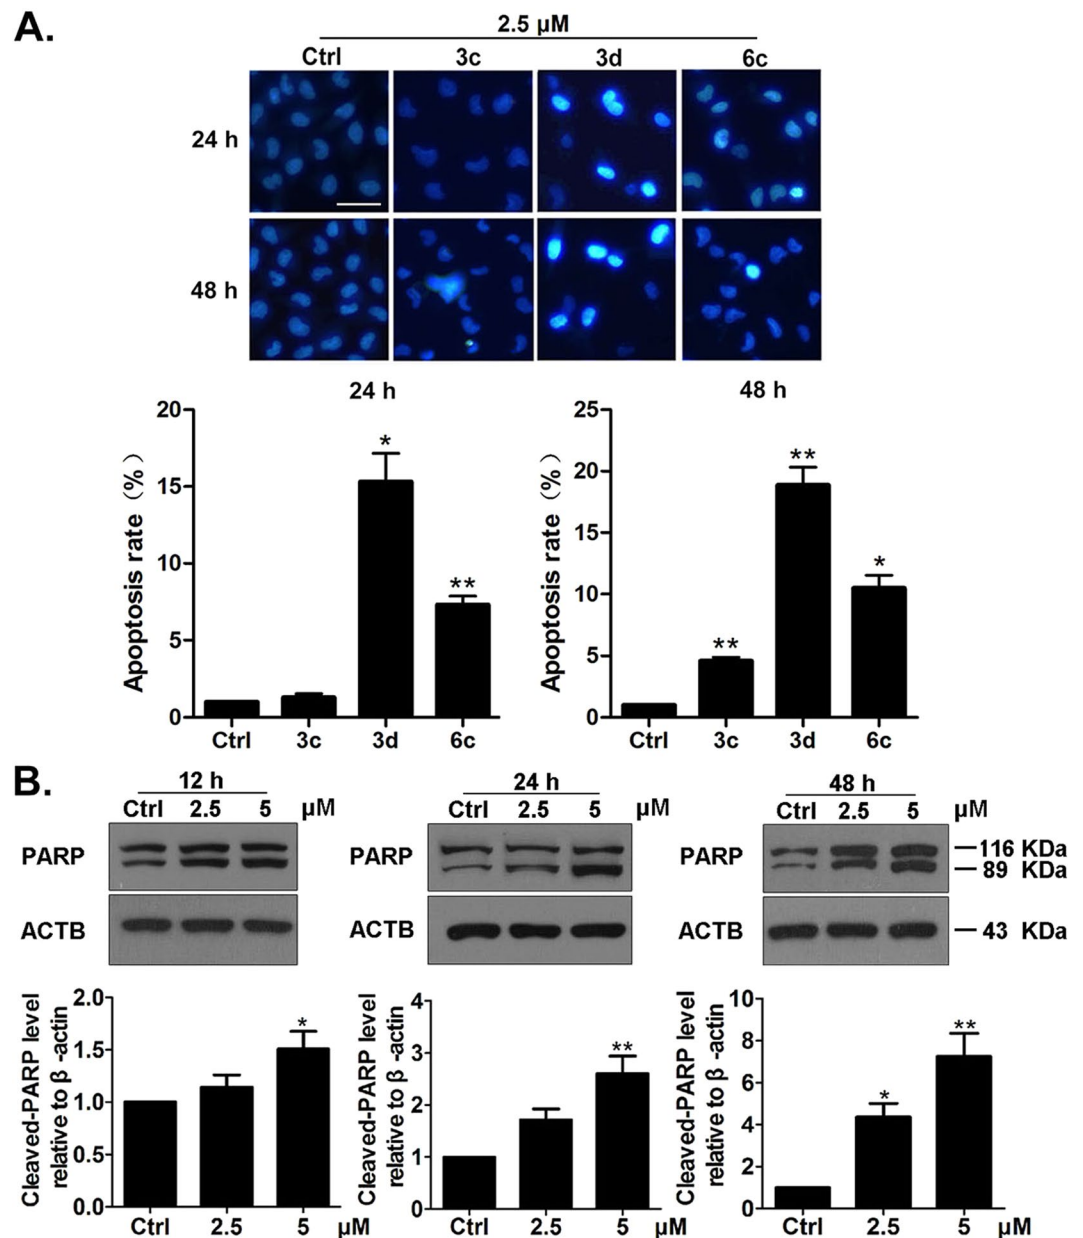 A.
2.5 µM
Ctrl 3c 3d 6c
24 h
48 h
24 h
Apoptosis rate (%)
20
15
10
5
0
*
**
Ctrl 3c 3d 6c
48 h
Apoptosis rate (%)
25
20
15
10
5
0
**
**
*
Ctrl 3c 3d 6c
B.
12 h
Ctrl 2.5 5 µM
PARP
ACTB
24 h
Ctrl 2.5 5 µM
PARP
ACTB
48 h
Ctrl 2.5 5 µM
PARP
116 KDa
89 KDa
ACTB
43 KDa
Cleaved-PARP level
relative to β -actin
2.0
1.5
1.0
0.5
0.0
*
Ctrl 2.5 5 µM
Cleaved-PARP level
relative to β -actin
4
3
2
1
0
**
Ctrl 2.5 5 µM
Cleaved-PARP level
relative to β -actin
10
8
6
4
2
0
*
**
Ctrl 2.5 5 µM